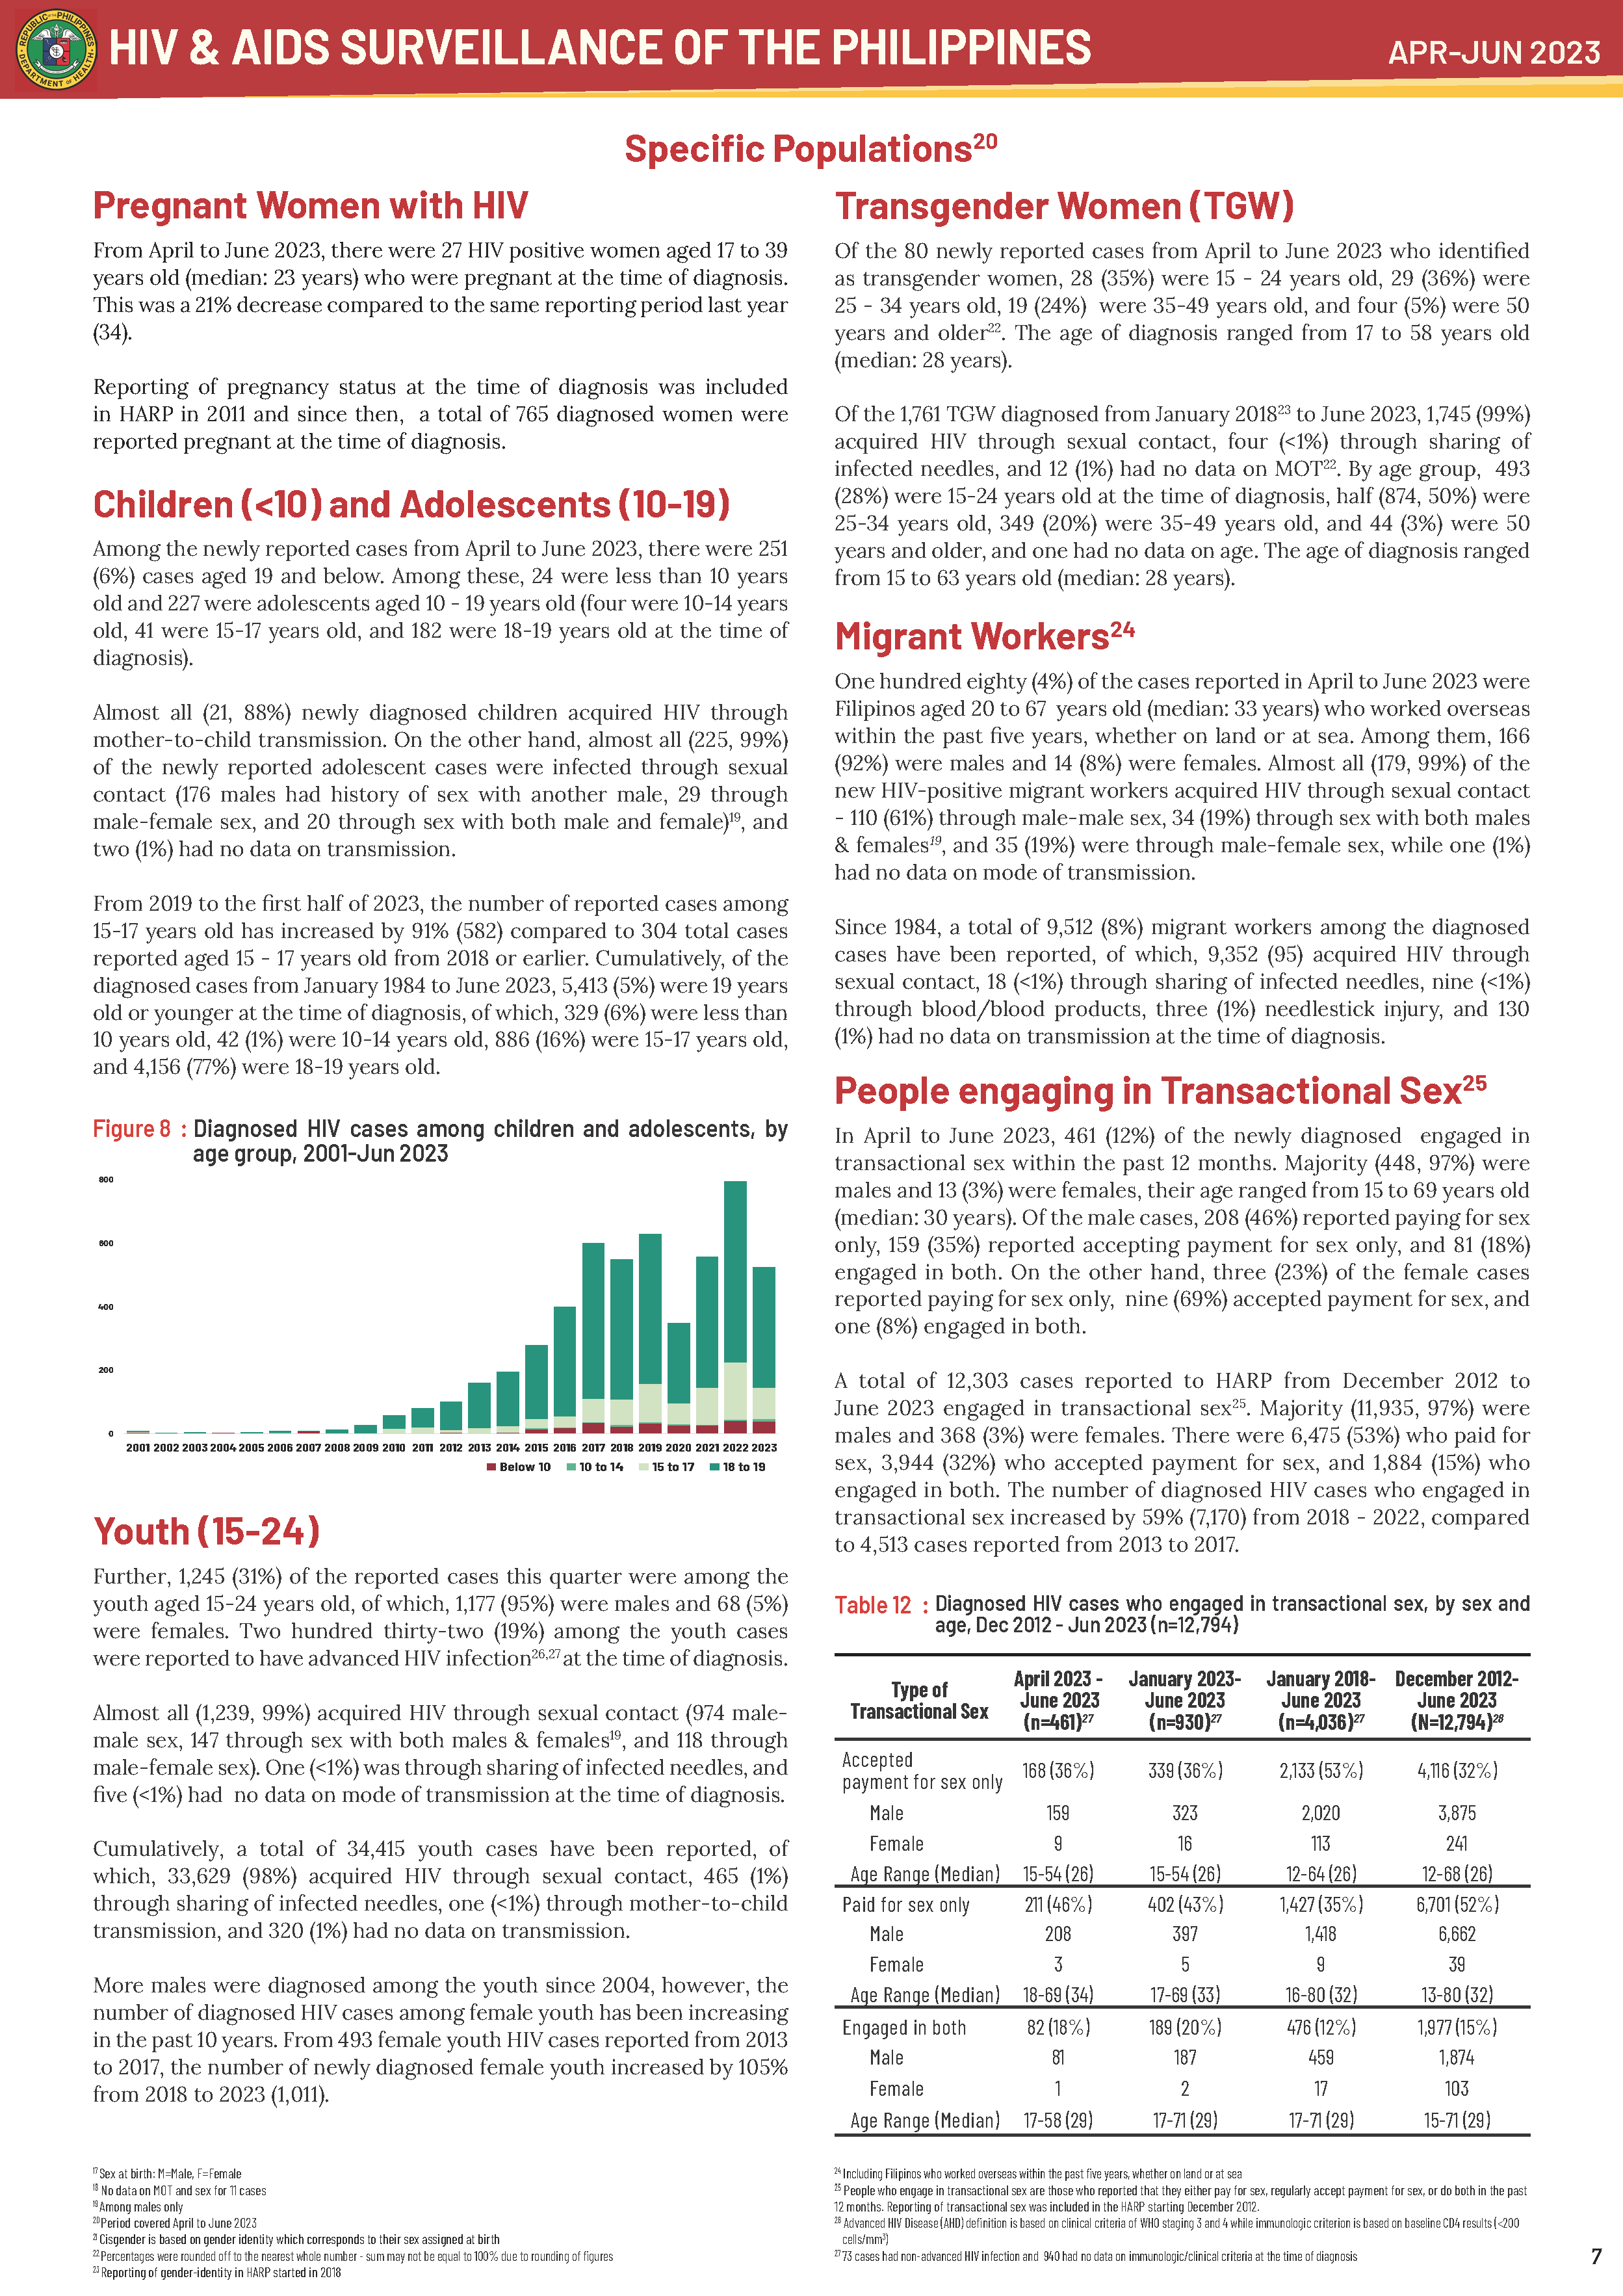 HIV & AIDS SURVEILLANCE OF THE PHILIPPINES
APR-JUN 2023
Specific Populations20
Pregnant Women with HIV
From April to June 2023, there were 27 HIV positive women aged 17 to 39
years old (median: 23 years) who were pregnant at the time of diagnosis.
This was a 21% decrease compared to the same reporting period last year
(34).
Reporting of pregnancy status at the time of diagnosis was included
in HARP in 2011 and since then, a total of 765 diagnosed women were
reported pregnant at the time of diagnosis.
Children (<10) and Adolescents (10-19)
Among the newly reported cases from April to June 2023, there were 251
(6%) cases aged 19 and below. Among these, 24 were less than 10 years
old and 227 were adolescents aged 10 - 19 years old (four were 10-14 years
old, 41 were 15-17 years old, and 182 were 18-19 years old at the time of
diagnosis).
Almost all (21, 88%) newly diagnosed children acquired HIV through
mother-to-child transmission. On the other hand, almost all (225, 99%)
of the newly reported adolescent cases were infected through sexual
contact (176 males had history of sex with another male, 29 through
male-female sex, and 20 through sex with both male and female)19, and
two (1%) had no data on transmission.
From 2019 to the first half of 2023, the number of reported cases among
15-17 years old has increased by 91% (582) compared to 304 total cases
reported aged 15 - 17 years old from 2018 or earlier. Cumulatively, of the
diagnosed cases from January 1984 to June 2023, 5,413 (5%) were 19 years
old or younger at the time of diagnosis, of which, 329 (6%) were less than
10 years old, 42 (1%) were 10-14 years old, 886 (16%) were 15-17 years old,
and 4,156 (77%) were 18-19 years old.
Figure 8 : Diagnosed HIV cases among children and adolescents, by
age group, 2001-Jun 2023
800
600
400
200
0
2001 2002 2003 2004 2005 2006 2007 2008 2009 2010 2011 2012 2013 2014 2015 2016 2017 2018 2019 2020 2021 2022 2023
Below 10 10 to 14 15 to 17 18 to 19
Youth (15-24)
Further, 1,245 (31%) of the reported cases this quarter were among the
youth aged 15-24 years old, of which, 1,177 (95%) were males and 68 (5%)
were females. Two hundred thirty-two (19%) among the youth cases
were reported to have advanced HIV infection26,27 at the time of diagnosis.
Almost all (1,239, 99%) acquired HIV through sexual contact (974 male-
male sex, 147 through sex with both males & females19, and 118 through
male-female sex). One (<1%) was through sharing of infected needles, and
five (<1%) had no data on mode of transmission at the time of diagnosis.
Cumulatively, a total of 34,415 youth cases have been reported, of
which, 33,629 (98%) acquired HIV through sexual contact, 465 (1%)
through sharing of infected needles, one (<1%) through mother-to-child
transmission, and 320 (1%) had no data on transmission.
More males were diagnosed among the youth since 2004, however, the
number of diagnosed HIV cases among female youth has been increasing
in the past 10 years. From 493 female youth HIV cases reported from 2013
to 2017, the number of newly diagnosed female youth increased by 105%
from 2018 to 2023 (1,011).
Transgender Women (TGW)
Of the 80 newly reported cases from April to June 2023 who identified
as transgender women, 28 (35%) were 15 - 24 years old, 29 (36%) were
25 - 34 years old, 19 (24%) were 35-49 years old, and four (5%) were 50
years and older22. The age of diagnosis ranged from 17 to 58 years old
(median: 28 years).
Of the 1,761 TGW diagnosed from January 201823 to June 2023, 1,745 (99%)
acquired HIV through sexual contact, four (<1%) through sharing of
infected needles, and 12 (1%) had no data on MOT22. By age group, 493
(28%) were 15-24 years old at the time of diagnosis, half (874, 50%) were
25-34 years old, 349 (20%) were 35-49 years old, and 44 (3%) were 50
years and older, and one had no data on age. The age of diagnosis ranged
from 15 to 63 years old (median: 28 years).
Migrant Workers24
One hundred eighty (4%) of the cases reported in April to June 2023 were
Filipinos aged 20 to 67 years old (median: 33 years) who worked overseas
within the past five years, whether on land or at sea. Among them, 166
(92%) were males and 14 (8%) were females. Almost all (179, 99%) of the
new HIV-positive migrant workers acquired HIV through sexual contact
- 110 (61%) through male-male sex, 34 (19%) through sex with both males
& females19, and 35 (19%) were through male-female sex, while one (1%)
had no data on mode of transmission.
Since 1984, a total of 9,512 (8%) migrant workers among the diagnosed
cases have been reported, of which, 9,352 (95) acquired HIV through
sexual contact, 18 (<1%) through sharing of infected needles, nine (<1%)
through blood/blood products, three (1%) needlestick injury, and 130
(1%) had no data on transmission at the time of diagnosis.
People engaging in Transactional Sex25
In April to June 2023, 461 (12%) of the newly diagnosed engaged in
transactional sex within the past 12 months. Majority (448, 97%) were
males and 13 (3%) were females, their age ranged from 15 to 69 years old
(median: 30 years). Of the male cases, 208 (46%) reported paying for sex
only, 159 (35%) reported accepting payment for sex only, and 81 (18%)
engaged in both. On the other hand, three (23%) of the female cases
reported paying for sex only, nine (69%) accepted payment for sex, and
one (8%) engaged in both.
A total of 12,303 cases reported to HARP from December 2012 to
June 2023 engaged in transactional sex25. Majority (11,935, 97%) were
males and 368 (3%) were females. There were 6,475 (53%) who paid for
sex, 3,944 (32%) who accepted payment for sex, and 1,884 (15%) who
engaged in both. The number of diagnosed HIV cases who engaged in
transactional sex increased by 59% (7,170) from 2018 - 2022, compared
to 4,513 cases reported from 2013 to 2017.
Table 12 : Diagnosed HIV cases who engaged in transactional sex, by sex and
age, Dec 2012 - Jun 2023 (n=12,794)
Type of April 2023 - January 2023- January 2018- December 2012-
Transactional Sex June 2023 June 2023 June 2023 June 2023
(n=461)27 (n=930)27 (n=4,036)27 (N=12,794)28
Accepted
payment for sex only 168 (36%) 339 (36%) 2,133 (53%) 4,116 (32%)
Male 159 323 2,020 3,875
Female 9 16 113 241
Age Range (Median) 15-54 (26) 15-54 (26) 12-64 (26) 12-68 (26)
Paid for sex only 211 (46%) 402 (43%) 1,427 (35%) 6,701 (52%)
Male 208 397 1,418 6,662
Female 3 5 9 39
Age Range (Median) 18-69 (34) 17-69 (33) 16-80 (32) 13-80 (32)
Engaged in both 82 (18%) 189 (20%) 476 (12%) 1,977 (15%)
Male 81 187 459 1,874
Female 1 2 17 103
Age Range (Median) 17-58 (29) 17-71 (29) 17-71 (29) 15-71 (29)
17 Sex at birth: M=Male, F=Female
18 No data on MOT and sex for 11 cases
19 Among males only
20 Period covered April to June 2023
21 Cisgender is based on gender identity which corresponds to their sex assigned at birth
22 Percentages were rounded off to the nearest whole number - sum may not be equal to 100% due to rounding of figures
23 Reporting of gender-identity in HARP started in 2018
24 Including Filipinos who worked overseas within the past five years, whether on land or at sea
25 People who engage in transactional sex are those who reported that they either pay for sex, regularly accept payment for sex, or do both in the past
12 months. Reporting of transactional sex was included in the HARP starting December 2012.
26 Advanced HIV Disease (AHD) definition is based on clinical criteria of WHO staging 3 and 4 while immunologic criterion is based on baseline CD4 results (<200
cells/mm3)
27 73 cases had non-advanced HIV infection and 940 had no data on immunologic/clinical criteria at the time of diagnosis
7
REPUBLIC OF THE PHILIPPINES
DEPARTMENT OF HEALTH